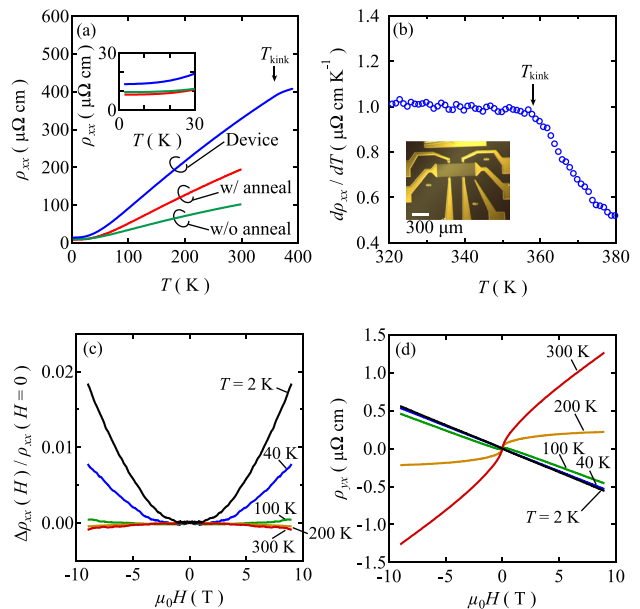 (a)
600
500
400
300
200
100
0
0 100 200 300 400
ρxx ( μΩ cm )
T ( K )
30
0
0 30
ρxx ( μΩ cm )
T ( K )
Tkink
Device
w/ anneal
w/o anneal
(b)
1.4
1.2
1.0
0.8
0.6
0.4
320 340 360 380
dρxx / dT ( μΩ cm K⁻¹ )
T ( K )
Tkink
300 μm
(c)
0.02
0.01
0.00
-10 -5 0 5 10
Δρxx ( H ) / ρxx ( H = 0 )
μ0H ( T )
T = 2 K
40 K
100 K
200 K
300 K
(d)
1.5
1.0
0.5
0.0
-0.5
-1.0
-1.5
-10 -5 0 5 10
ρyx ( μΩ cm )
μ0H ( T )
300 K
200 K
100 K
40 K
T = 2 K